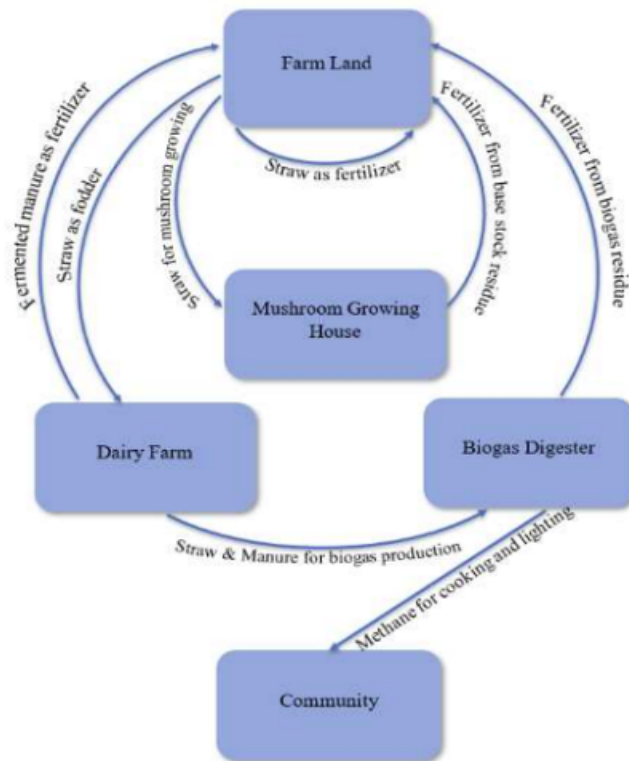 Farm Land
Fermented manure as fertilizer
Straw as fodder
Straw for mushroom growing
Straw as fertilizer
Fertilizer from base stock residue
Fertilizer from biogas residue
Mushroom Growing
House
Dairy Farm
Biogas Digester
Straw & Manure for biogas production
Methane for cooking and lighting
Community